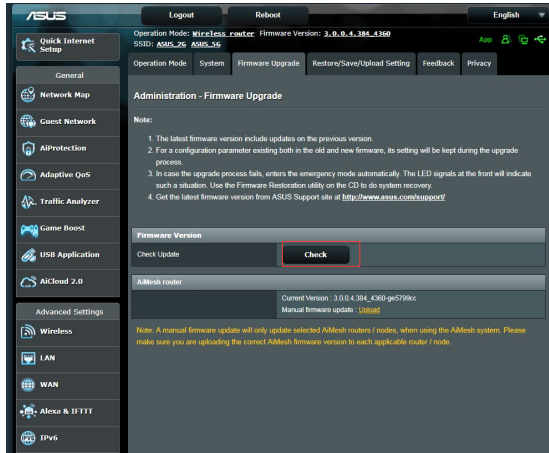 ASUS
Logout
Reboot
English
Operation Mode: Wireless router Firmware Version: 3.0.0.4.384_4360
SSID: ASUS_2G ASUS_5G
App
Quick Internet
Setup
Operation Mode System Firmware Upgrade Restore/Save/Upload Setting Feedback Privacy
General
Network Map
Guest Network
AiProtection
Adaptive QoS
Traffic Analyzer
Game Boost
USB Application
AiCloud 2.0
Advanced Settings
Wireless
LAN
WAN
Alexa & IFTTT
IPv6
Administration - Firmware Upgrade
Note:
1. The latest firmware version include updates on the previous version.
2. For a configuration parameter existing both in the old and new firmware, its setting will be kept during the upgrade
process.
3. In case the upgrade process fails, enters the emergency mode automatically. The LED signals at the front will indicate
such a situation. Use the Firmware Restoration utility on the CD to do system recovery.
4. Get the latest firmware version from ASUS Support site at http://www.asus.com/support/
Firmware Version
Check Update
Check
AiMesh router
Current Version : 3.0.0.4.384_4360-ge5799cc
Manual firmware update : Upload
Note: A manual firmware update will only update selected AiMesh routers / nodes, when using the AiMesh system. Please
make sure you are uploading the correct AiMesh firmware version to each applicable router / node.